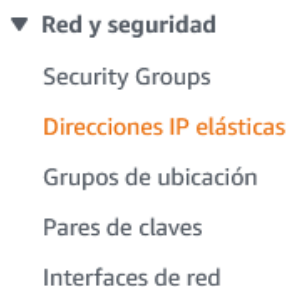 Red y seguridad
Security Groups
Direcciones IP elásticas
Grupos de ubicación
Pares de claves
Interfaces de red